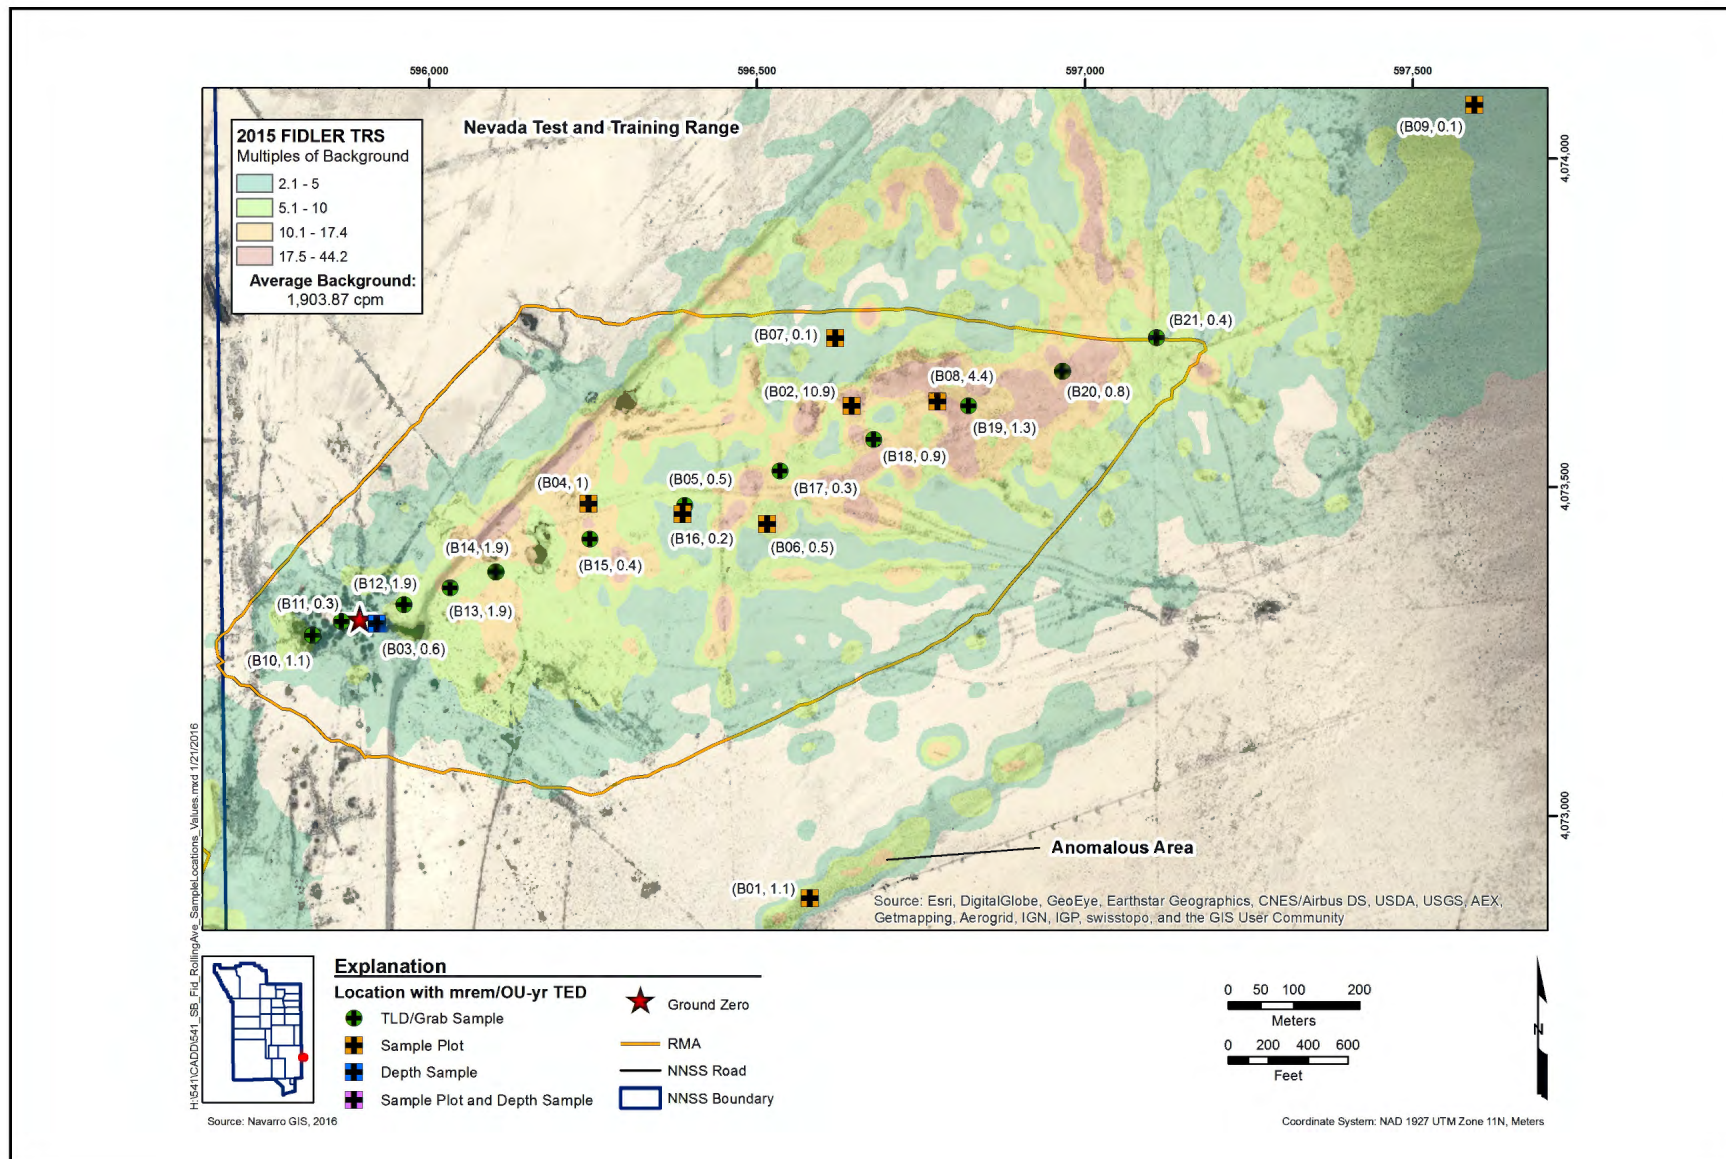 596,000
596,500
597,000
597,500
Nevada Test and Training Range
2015 FIDLER TRS
Multiples of Background
2.1 - 5
5.1 - 10
10.1 - 17.4
17.5 - 44.2
Average Background:
1,903.87 cpm
(B09, 0.1)
4,074,000
(B21, 0.4)
(B07, 0.1)
(B08, 4.4)
(B02, 10.9)
(B20, 0.8)
(B19, 1.3)
(B18, 0.9)
(B05, 0.5)
(B04, 1)
(B17, 0.3)
4,073,500
(B16, 0.2)
(B06, 0.5)
(B14, 1.9)
(B15, 0.4)
(B12, 1.9)
(B11, 0.3)
(B13, 1.9)
(B03, 0.6)
(B10, 1.1)
4,073,000
Anomalous Area
(B01, 1.1)
Source: Esri, DigitalGlobe, GeoEye, Earthstar Geographics, CNES/Airbus DS, USDA, USGS, AEX,
Getmapping, Aerogrid, IGN, IGP, swisstopo, and the GIS User Community
H:\541\CADD\541_SB_Fid_RollingAve_SampleLocations_Values.mxd 1/21/2016
Explanation
Location with mrem/OU-yr TED
TLD/Grab Sample
Sample Plot
Depth Sample
Sample Plot and Depth Sample
Ground Zero
RMA
NNSS Road
NNSS Boundary
0 50 100 200
Meters
0 200 400 600
Feet
N
Source: Navarro GIS, 2016
Coordinate System: NAD 1927 UTM Zone 11N, Meters